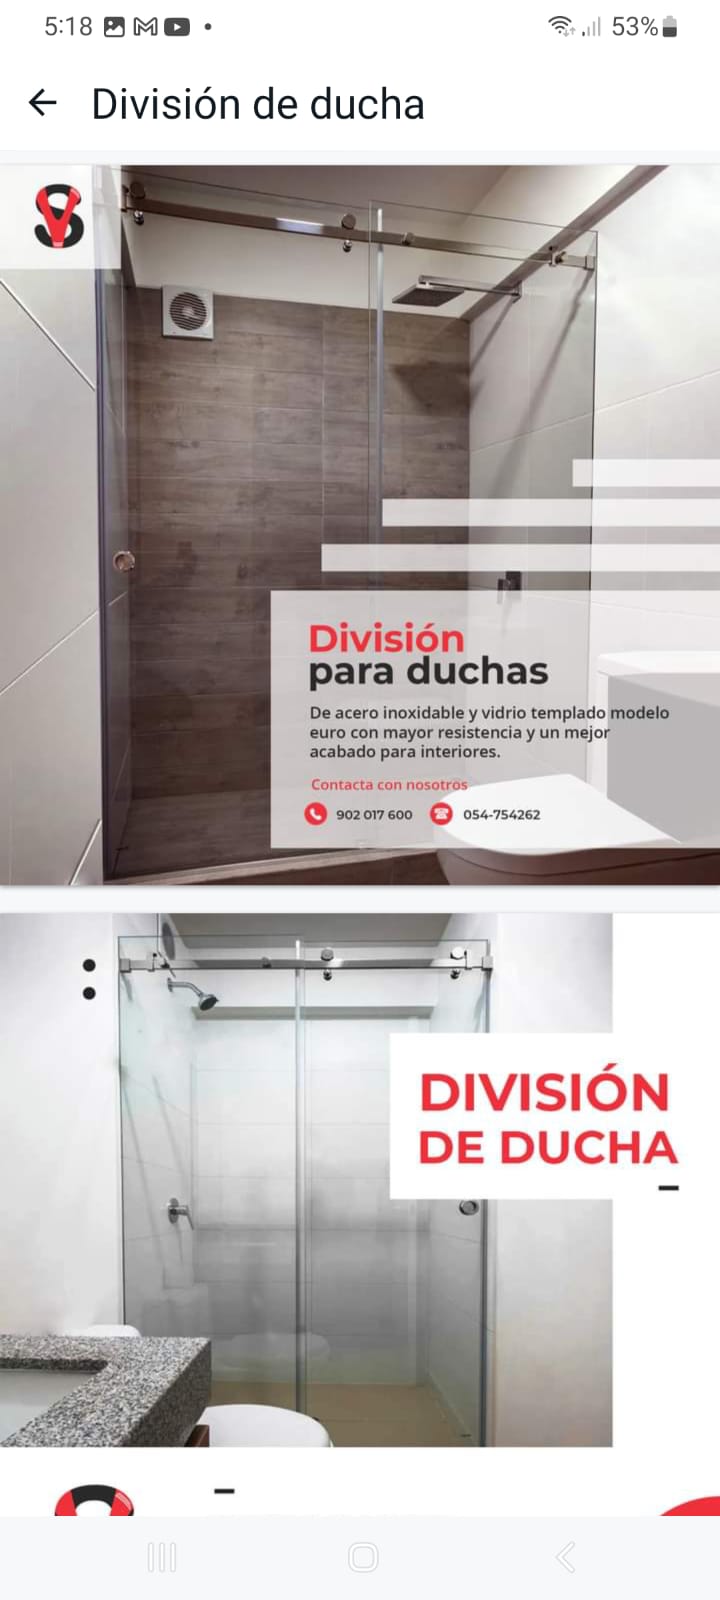 5:18
53%
División de ducha
División
para duchas
De acero inoxidable y vidrio templado modelo
euro con mayor resistencia y un mejor
acabado para interiores.
Contacta con nosotros
902 017 600 054-754262
DIVISIÓN
DE DUCHA